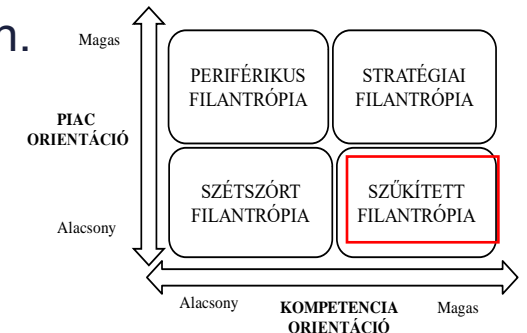 n.
Magas
PERIFÉRIKUS
FILANTRÓPIA
STRATÉGIAI
FILANTRÓPIA
PIAC
ORIENTÁCIÓ
SZÉTSZÓRT
FILANTRÓPIA
SZŰKÍTETT
FILANTRÓPIA
Alacsony
Alacsony
KOMPETENCIA
ORIENTÁCIÓ
Magas